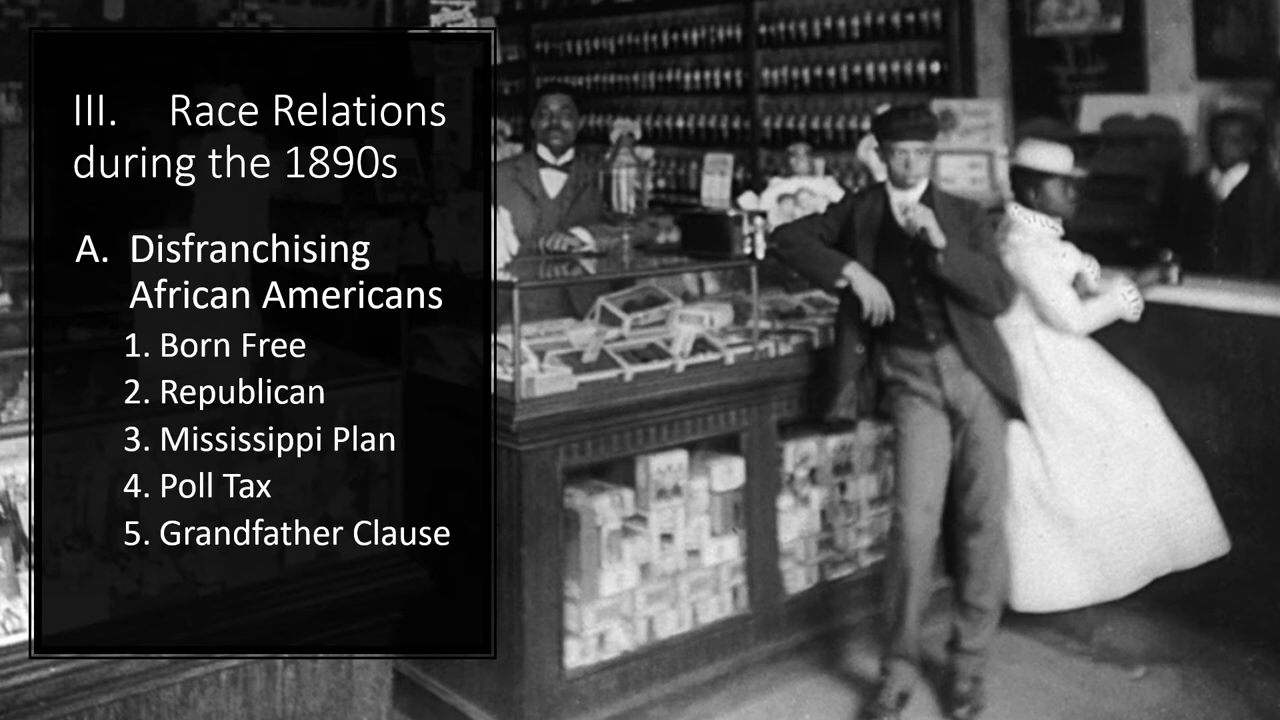 III. Race Relations
during the 1890s
A. Disfranchising
African Americans
1. Born Free
2. Republican
3. Mississippi Plan
4. Poll Tax
5. Grandfather Clause